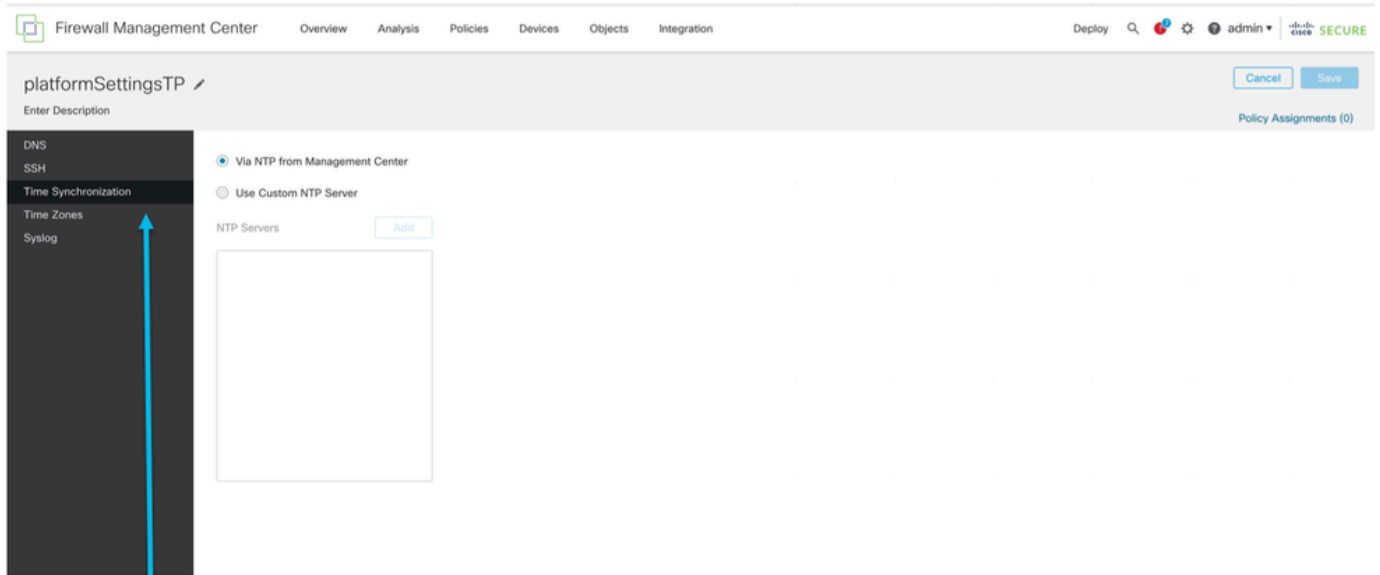 Firewall Management Center Overview Analysis Policies Devices Objects Integration Deploy admin cisco SECURE
platformSettingsTP Cancel Save
Enter Description Policy Assignments (0)
DNS
SSH
Time Synchronization
Time Zones
Syslog
Via NTP from Management Center
Use Custom NTP Server
NTP Servers Add